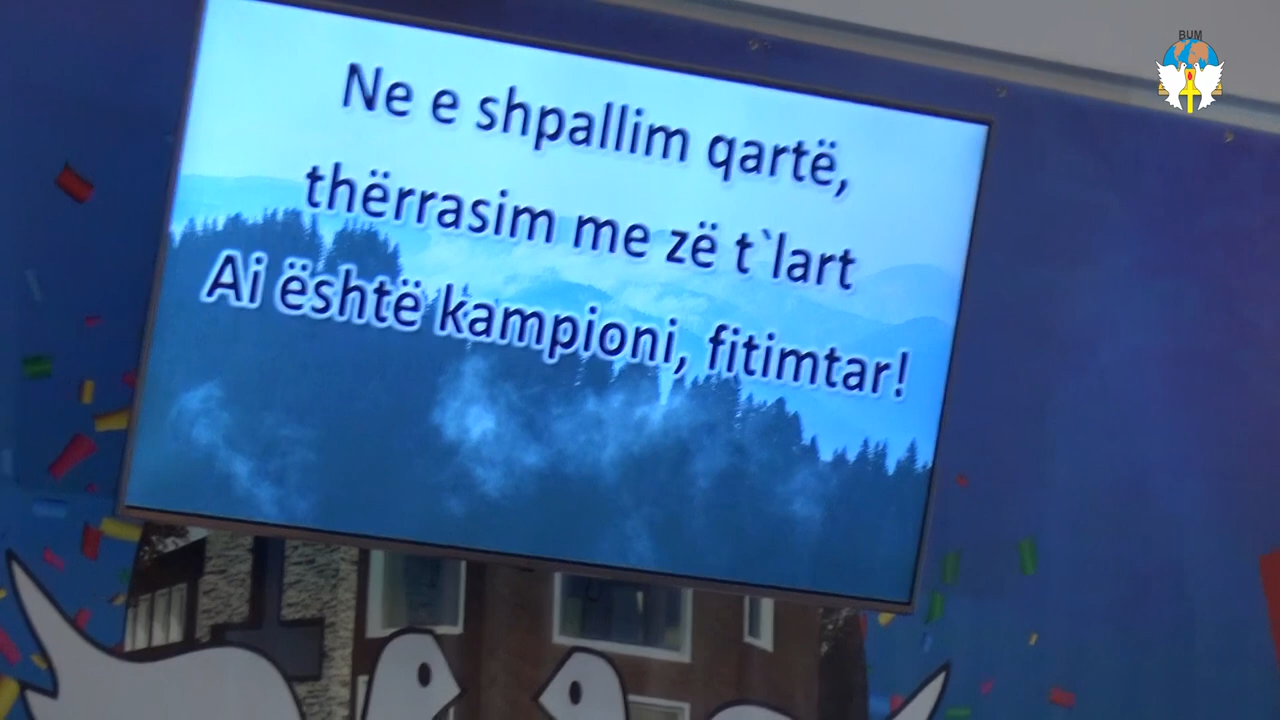 BUM
Ne e shpallim qartë,
thërrasim me zë t`lart
Ai është kampioni, fitimtar!